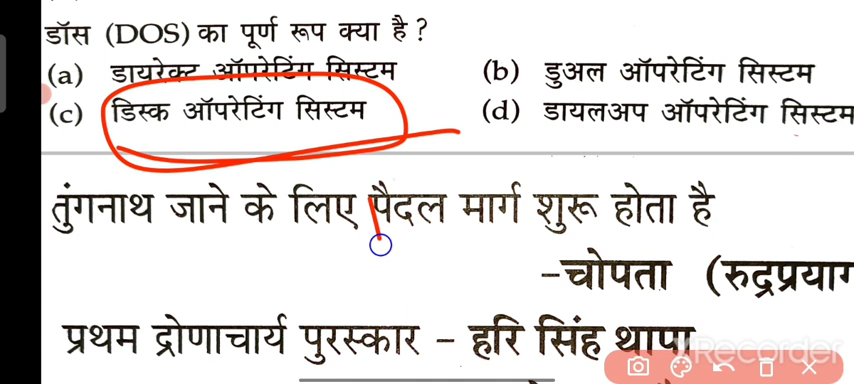 डॉस (DOS) का पूर्ण रूप क्या है ?
(a) डायरेक्ट ऑपरेटिंग सिस्टम (b) डुअल ऑपरेटिंग सिस्टम
(c) डिस्क ऑपरेटिंग सिस्टम (d) डायलअप ऑपरेटिंग सिस्टम
तुंगनाथ जाने के लिए पैदल मार्ग शुरू होता है
-चोपता (रुद्रप्रयाग
प्रथम द्रोणाचार्य पुरस्कार - हरि सिंह थापा
XRecorder